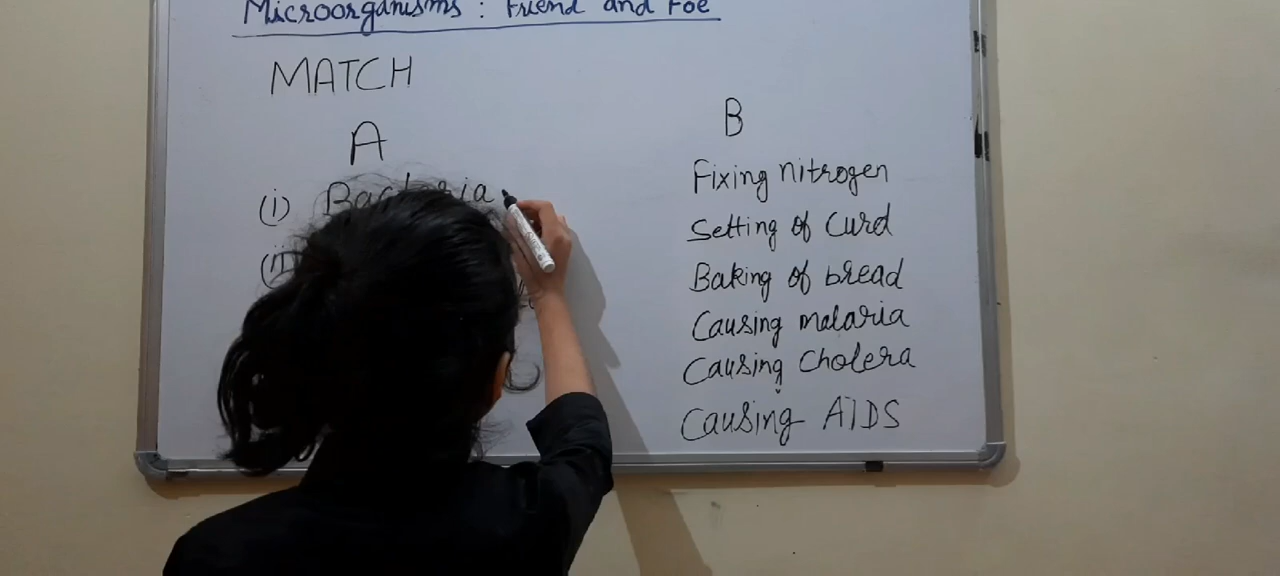 Microorganisms : Friend and Foe
MATCH
A
B
(i) Bacteria
Fixing nitrogen
(ii)
Setting of Curd
Baking of bread
Causing malaria
Causing Cholera
Causing AIDS